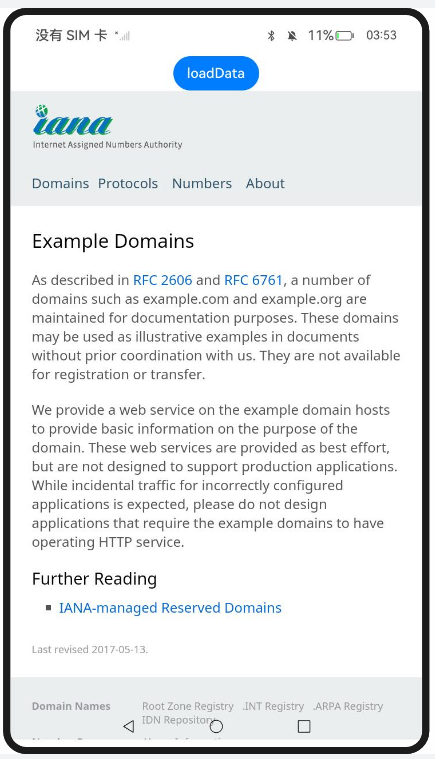 没有 SIM 卡 11% 03:53
loadData
iana
Internet Assigned Numbers Authority
Domains Protocols Numbers About
Example Domains
As described in RFC 2606 and RFC 6761, a number of
domains such as example.com and example.org are
maintained for documentation purposes. These domains
may be used as illustrative examples in documents
without prior coordination with us. They are not available
for registration or transfer.
We provide a web service on the example domain hosts
to provide basic information on the purpose of the
domain. These web services are provided as best effort,
but are not designed to support production applications.
While incidental traffic for incorrectly configured
applications is expected, please do not design
applications that require the example domains to have
operating HTTP service.
Further Reading
IANA-managed Reserved Domains
Last revised 2017-05-13.
Domain Names Root Zone Registry .INT Registry .ARPA Registry
IDN Repository